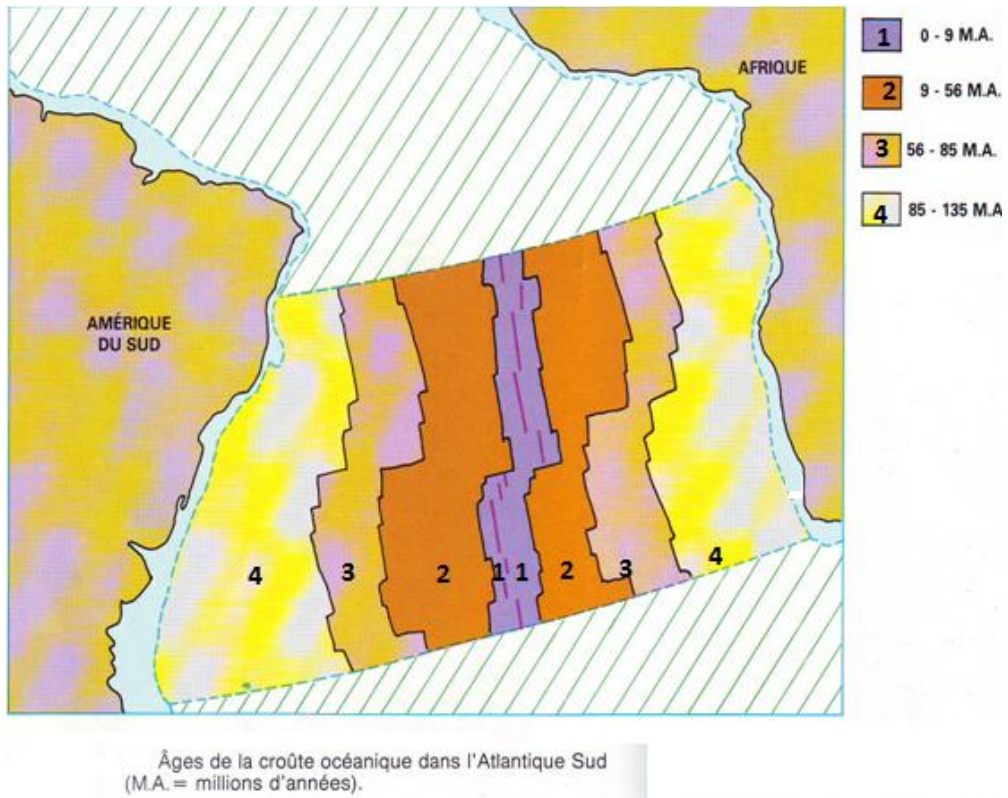 AFRIQUE
AMÉRIQUE
DU SUD
4
3
2
1
1
2
3
4
1 0 - 9 M.A.
2 9 - 56 M.A.
3 56 - 85 M.A.
4 85 - 135 M.A
Âges de la croûte océanique dans l'Atlantique Sud
(M.A. = millions d'années).